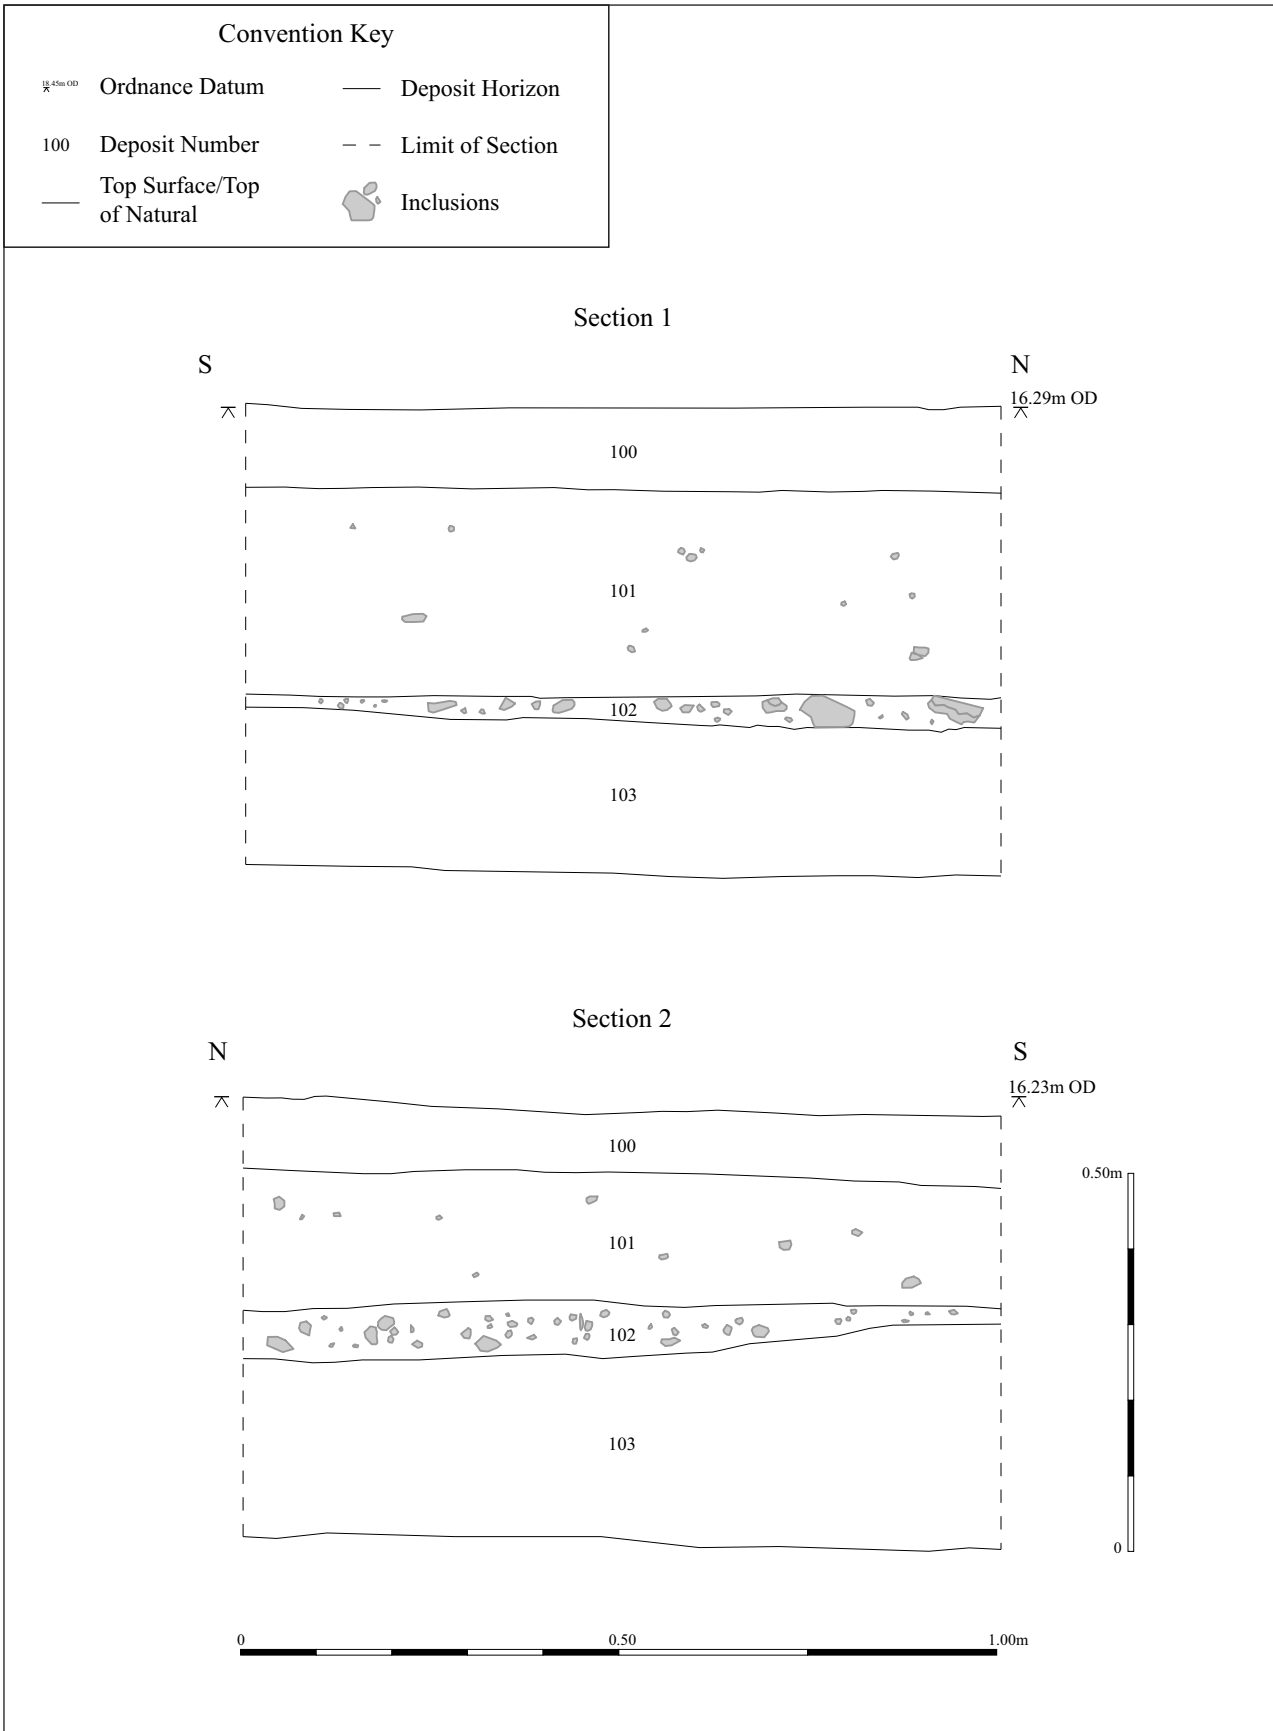 Convention Key
18.45m OD
Ordnance Datum
Deposit Horizon
100
Deposit Number
Limit of Section
Top Surface/Top
of Natural
Inclusions
Section 1
S
N
16.29m OD
100
101
102
103
Section 2
N
S
16.23m OD
100
0.50m
101
102
103
0
0
0.50
1.00m